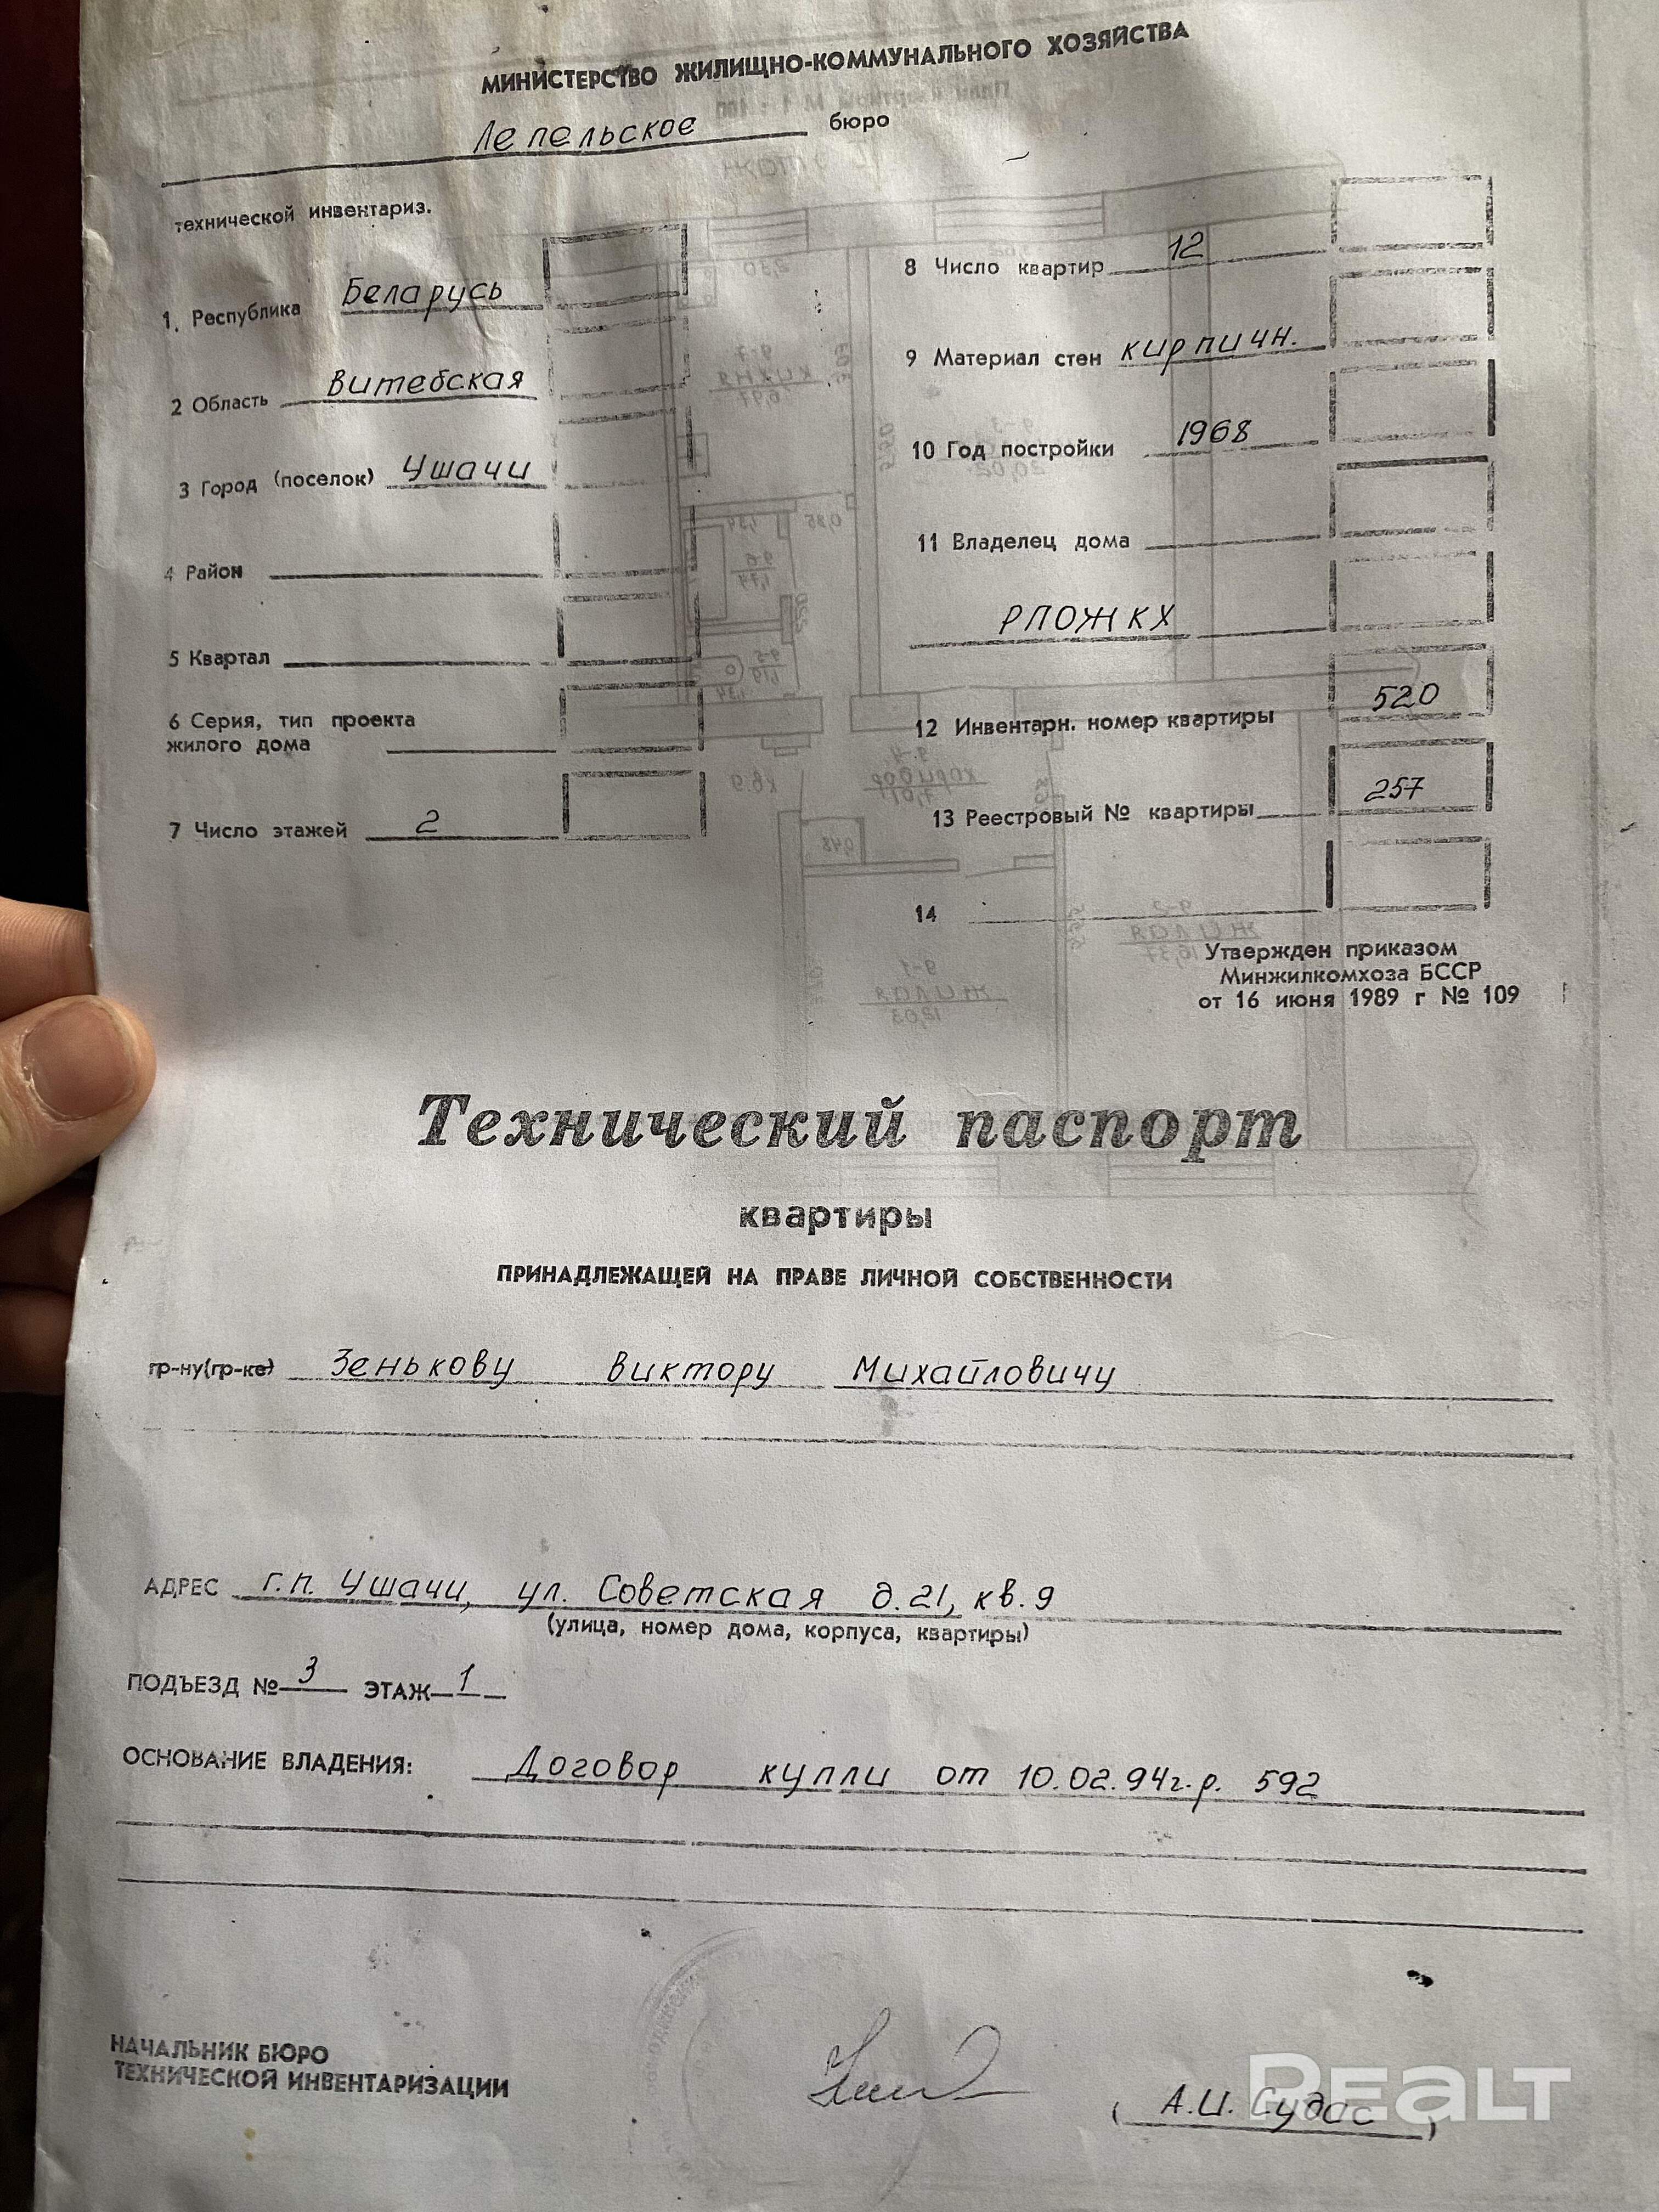 МИНИСТЕРСТВО ЖИЛИЩНО-КОММУНАЛЬНОГО ХОЗЯЙСТВА
Лепельское бюро
технической инвентариз.
1. Республика Беларусь
2 Область Витебская
3 Город (поселок) Ушачи
4 Район
5 Квартал
6 Серия, тип проекта
жилого дома
7 Число этажей 2
8 Число квартир 12
9 Материал стен кирпичн.
10 Год постройки 1968
11 Владелец дома
РПОЖКХ
12 Инвентарн. номер квартиры 520
13 Реестровый № квартиры 257
14
Утвержден приказом
Минжилкомхоза БССР
от 16 июня 1989 г № 109
Технический паспорт
квартиры
ПРИНАДЛЕЖАЩЕЙ НА ПРАВЕ ЛИЧНОЙ СОБСТВЕННОСТИ
гр-ну(гр-ке) Зенькову Виктору Михайловичу
АДРЕС г.п. Ушачи, ул. Советская д.21, кв.9
(улица, номер дома, корпуса, квартиры)
ПОДЪЕЗД № 3 ЭТАЖ 1
ОСНОВАНИЕ ВЛАДЕНИЯ: Договор купли от 10.02.94г.р. 592
НАЧАЛЬНИК БЮРО
ТЕХНИЧЕСКОЙ ИНВЕНТАРИЗАЦИИ
(А.И. Судас)
REALT